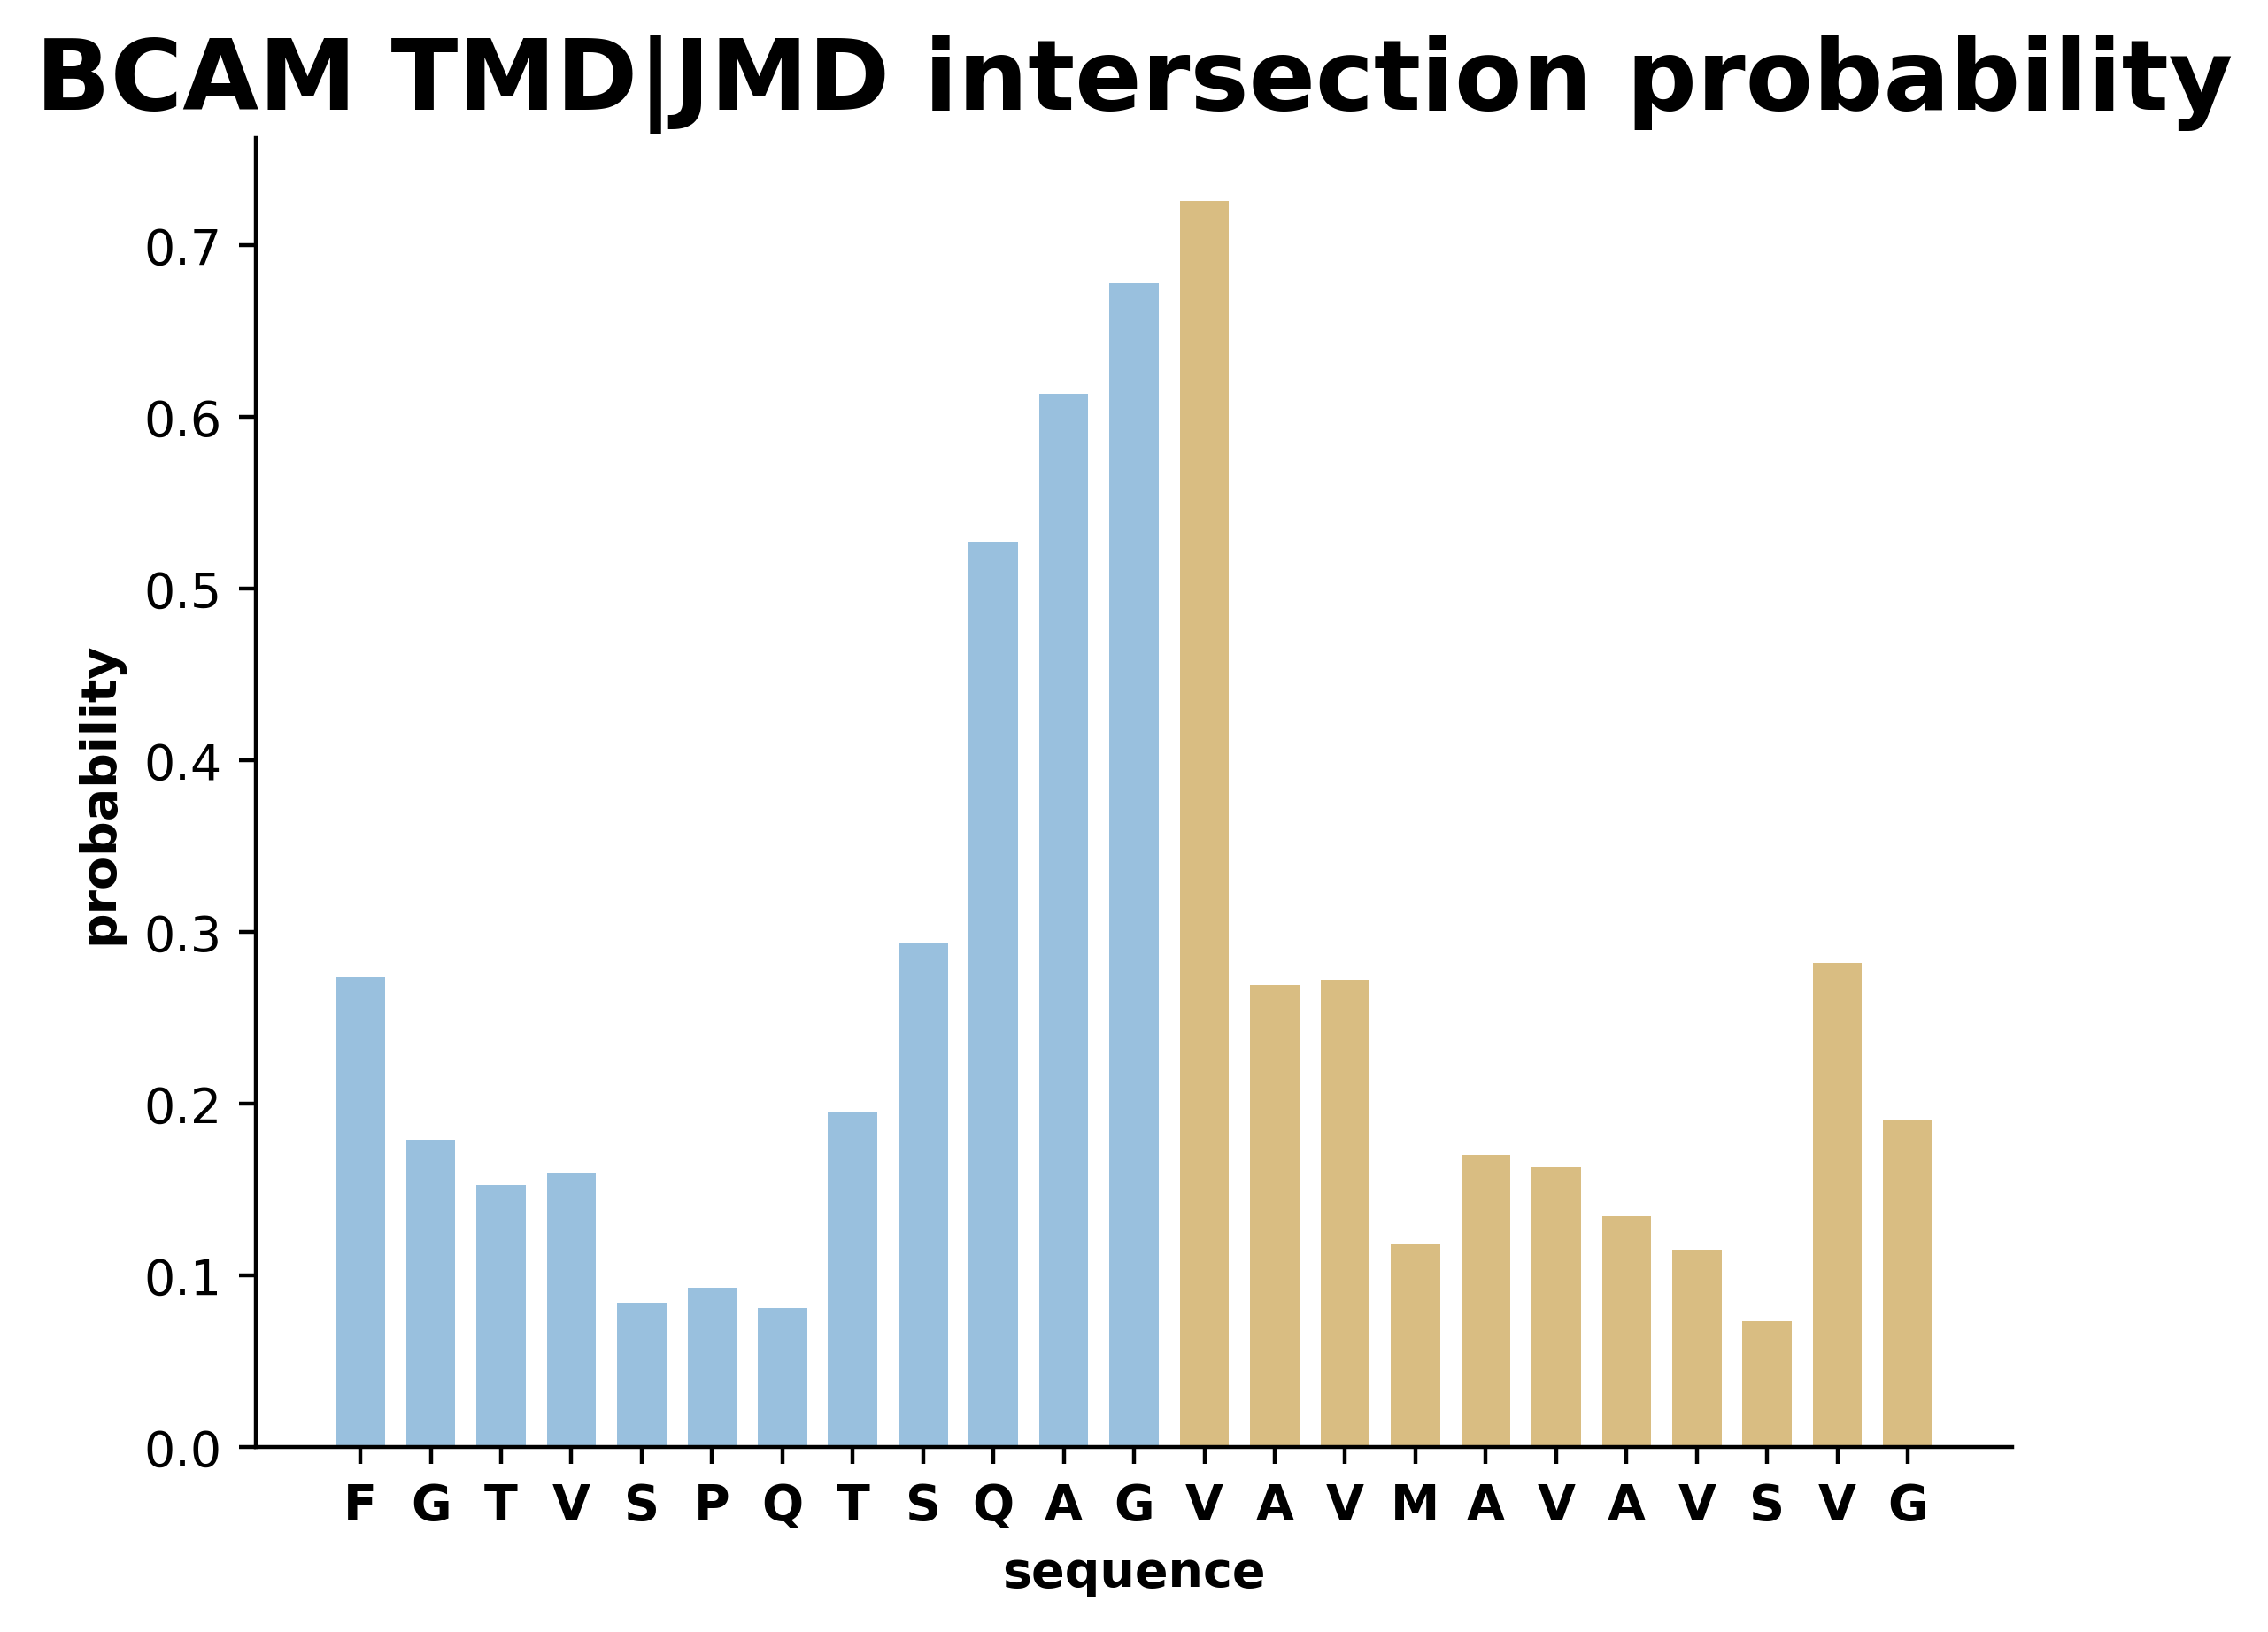 BCAM TMD|JMD intersection probability
0.7
0.6
0.5
0.4
0.3
0.2
0.1
0.0
probability
F G T V S P Q T S Q A G V A V M A V A V S V G
sequence